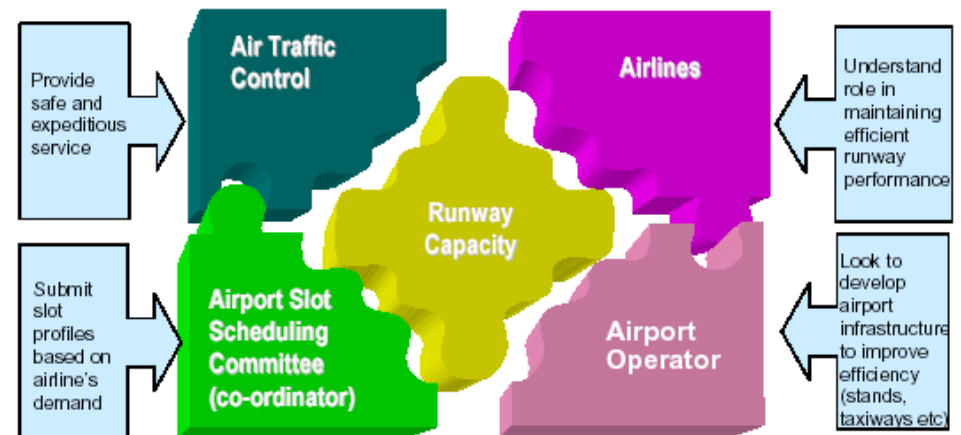 Provide
safe and
expeditious
service
Air Traffic
Control
Airlines
Understand
role in
maintaining
efficient
runway
performance
Runway
Capacity
Submit
slot
profiles
based on
airline's
demand
Airport Slot
Scheduling
Committee
(co-ordinator)
Airport
Operator
Look to
develop
airport
infrastructure
to improve
efficiency
(stands,
taxiways etc)